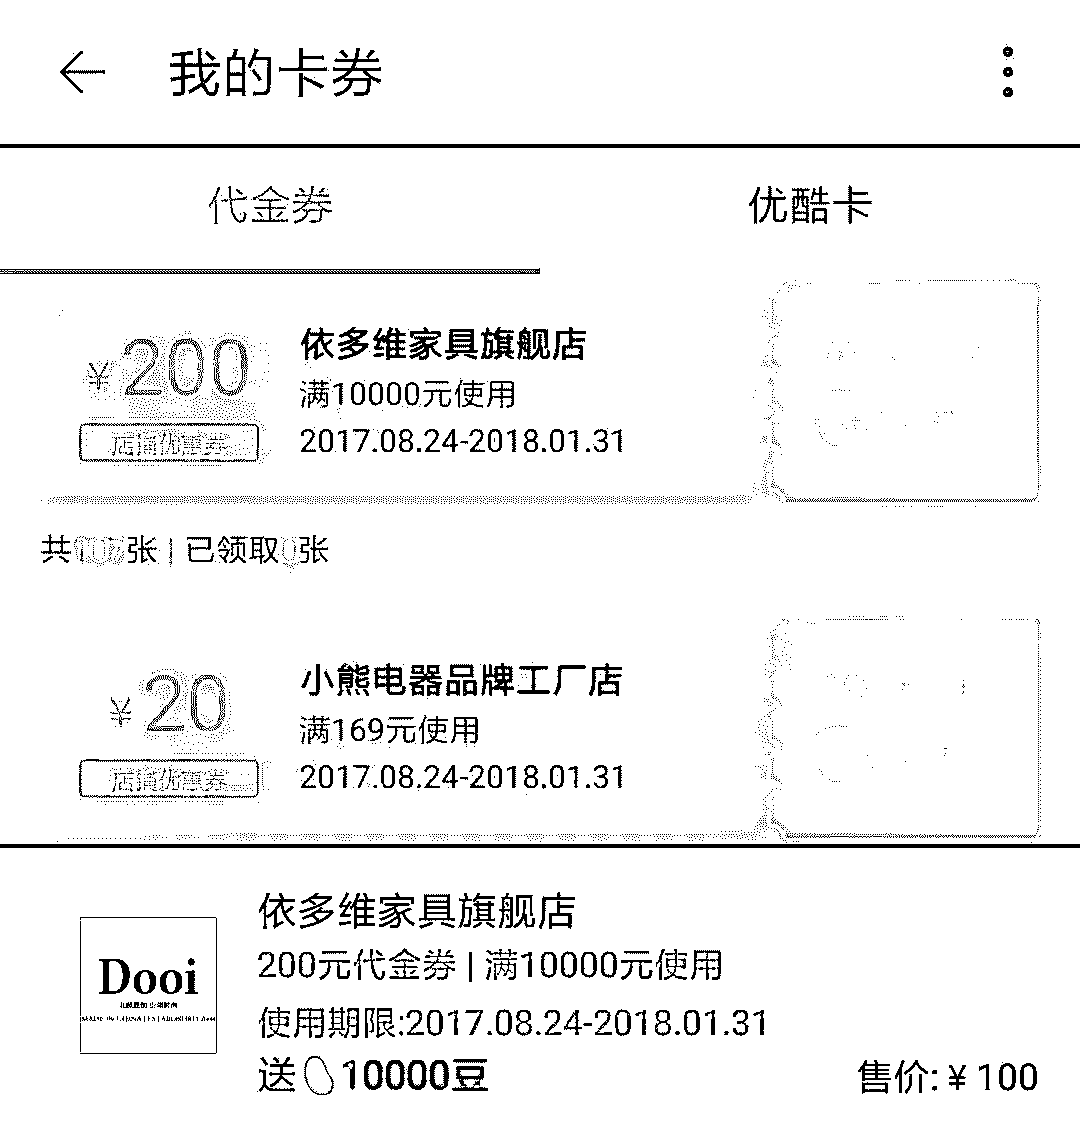 我的卡券
代金券
优酷卡
¥200
店铺优惠券
依多维家具旗舰店
满10000元使用
2017.08.24-2018.01.31
共 张 | 已领取 张
¥20
店铺优惠券
小熊电器品牌工厂店
满169元使用
2017.08.24-2018.01.31
Dooi
依多维家具旗舰店
200元代金券 | 满10000元使用
使用期限:2017.08.24-2018.01.31
送10000豆
售价: ¥ 100